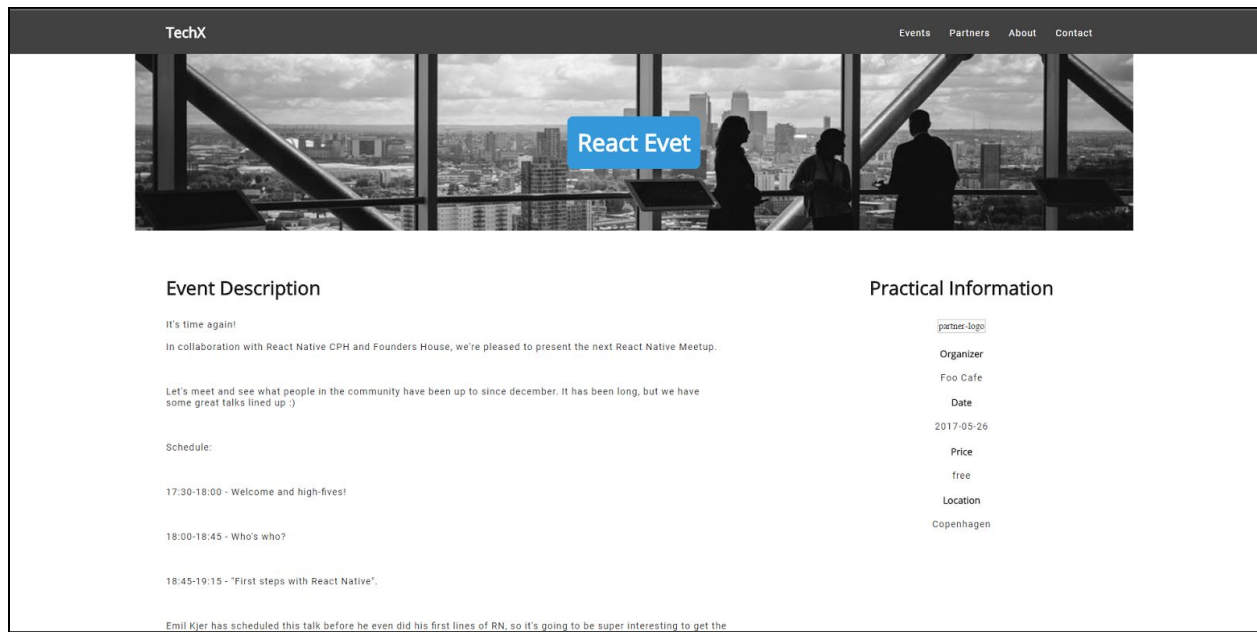 TechX
Events Partners About Contact
React Evet
Event Description
It's time again!
In collaboration with React Native CPH and Founders House, we're pleased to present the next React Native Meetup.
Let's meet and see what people in the community have been up to since december. It has been long, but we have
some great talks lined up :)
Schedule:
17:30-18:00 - Welcome and high-fives!
18:00-18:45 - Who's who?
18:45-19:15 - "First steps with React Native".
Emil Kjer has scheduled this talk before he even did his first lines of RN, so it's going to be super interesting to get the
Practical Information
partner-logo
Organizer
Foo Cafe
Date
2017-05-26
Price
free
Location
Copenhagen